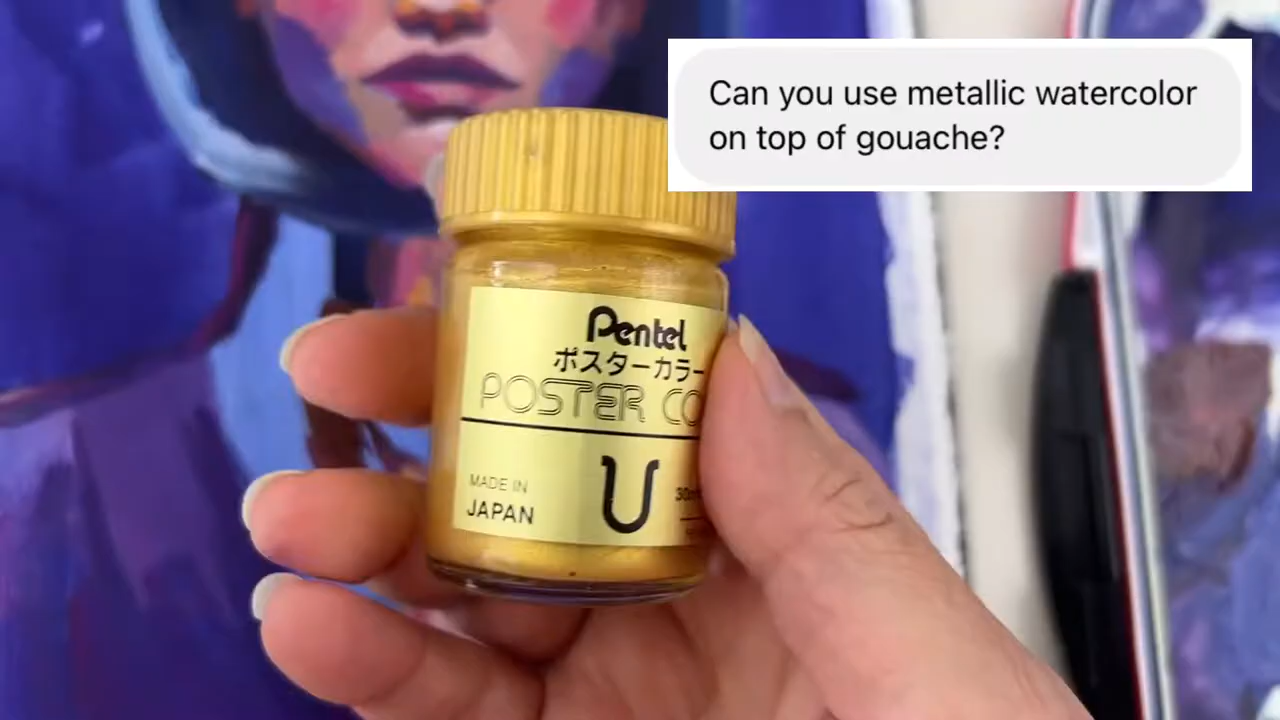 Can you use metallic watercolor
on top of gouache?
Pentel
ポスターカラー
POSTER
MADE IN
JAPAN
U